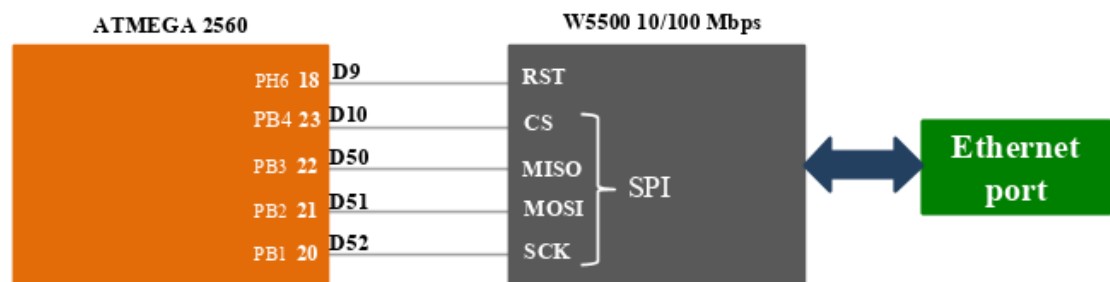 ATMEGA 2560
W5500 10/100 Mbps
PH6 18 D9 RST
PB4 23 D10 CS
PB3 22 D50 MISO
PB2 21 D51 MOSI
PB1 20 D52 SCK
SPI
Ethernet
port